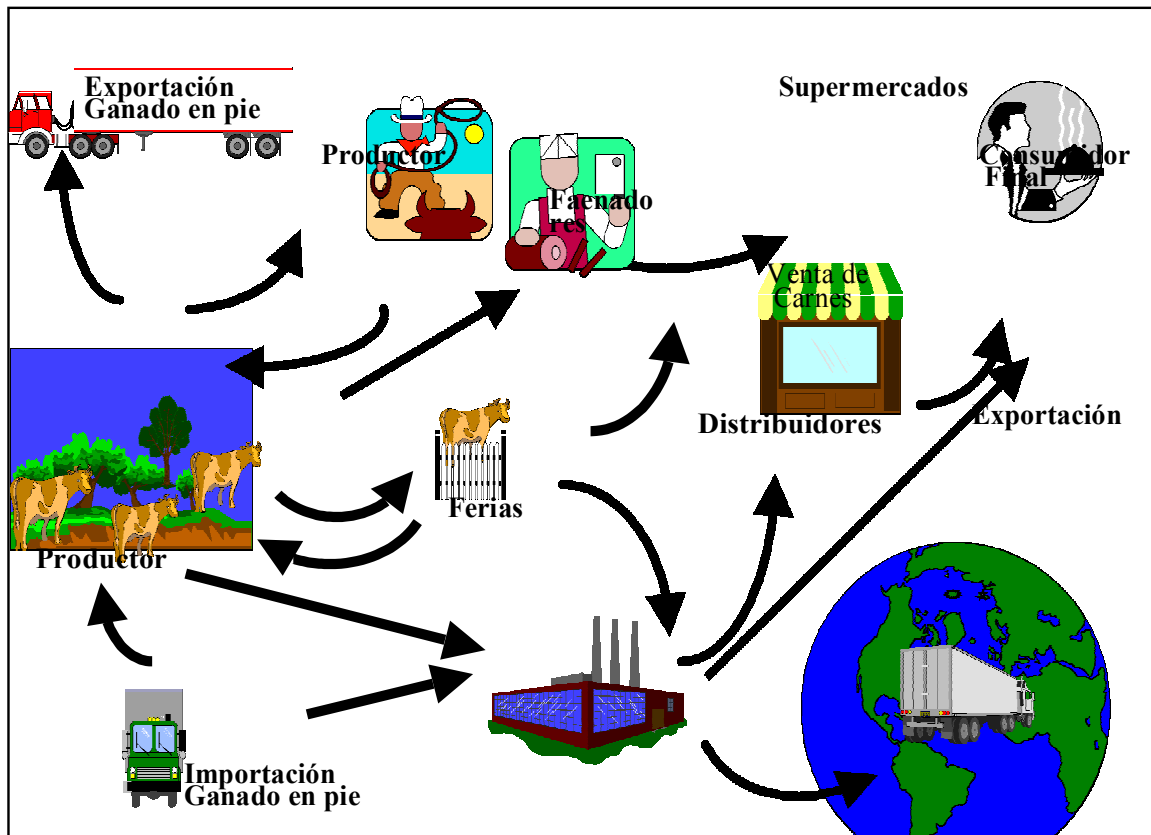 Exportación
Ganado en pie
Supermercados
Productor
Consumidor
Final
Faenado
res
Venta de
Carnes
Distribuidores
Exportación
Ferias
Productor
Importación
Ganado en pie